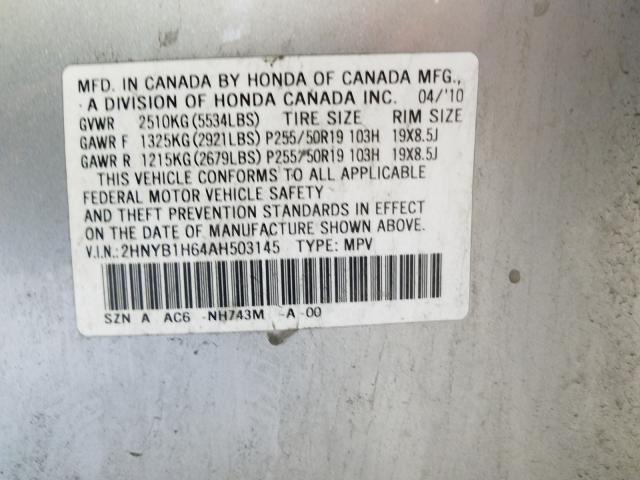 MFD. IN CANADA BY HONDA OF CANADA MFG.,
A DIVISION OF HONDA CANADA INC. 04/'10
GVWR 2510KG(5534LBS) TIRE SIZE RIM SIZE
GAWR F 1325KG(2921LBS) P255/50R19 103H 19X8.5J
GAWR R 1215KG(2679LBS) P255/50R19 103H 19X8.5J
THIS VEHICLE CONFORMS TO ALL APPLICABLE
FEDERAL MOTOR VEHICLE SAFETY
AND THEFT PREVENTION STANDARDS IN EFFECT
ON THE DATE OF MANUFACTURE SHOWN ABOVE.
V.I.N.: 2HNYB1H64AH503145 TYPE: MPV
SZN A AC6 -NH743M -A -00